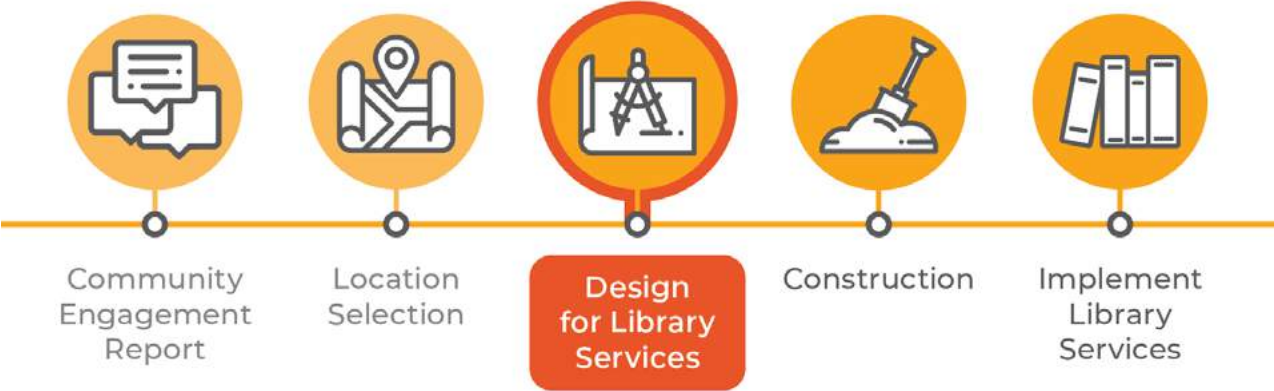 Community
Engagement
Report
Location
Selection
Design
for Library
Services
Construction
Implement
Library
Services